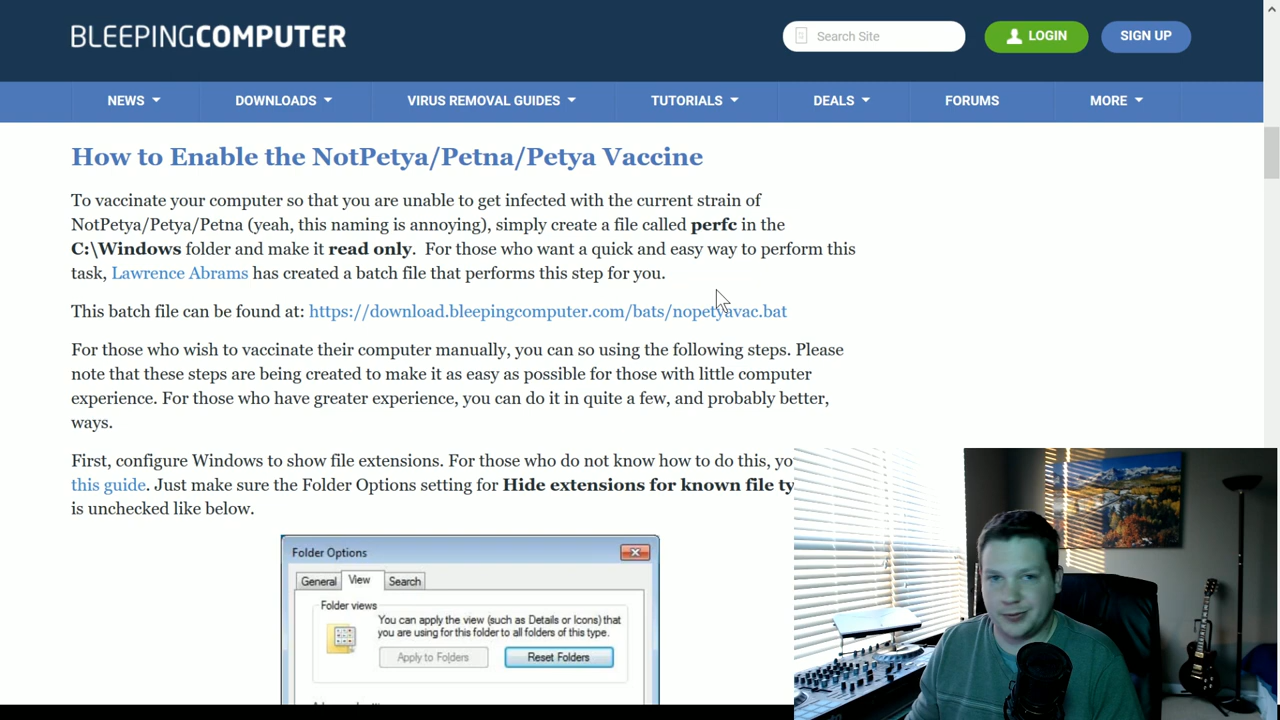 BLEEPINGCOMPUTER
Search Site
LOGIN
SIGN UP
NEWS
DOWNLOADS
VIRUS REMOVAL GUIDES
TUTORIALS
DEALS
FORUMS
MORE
How to Enable the NotPetya/Petna/Petya Vaccine
To vaccinate your computer so that you are unable to get infected with the current strain of
NotPetya/Petya/Petna (yeah, this naming is annoying), simply create a file called perfc in the
C:\Windows folder and make it read only. For those who want a quick and easy way to perform this
task, Lawrence Abrams has created a batch file that performs this step for you.
This batch file can be found at: https://download.bleepingcomputer.com/bats/nopetyavac.bat
For those who wish to vaccinate their computer manually, you can so using the following steps. Please
note that these steps are being created to make it as easy as possible for those with little computer
experience. For those who have greater experience, you can do it in quite a few, and probably better,
ways.
First, configure Windows to show file extensions. For those who do not know how to do this,
this guide. Just make sure the Folder Options setting for Hide extensions for known file
is unchecked like below.
Folder Options
General
View
Search
Folder views
You can apply the view (such as Details or Icons) that
you are using for this folder to all folders of this type.
Apply to Folders
Reset Folders